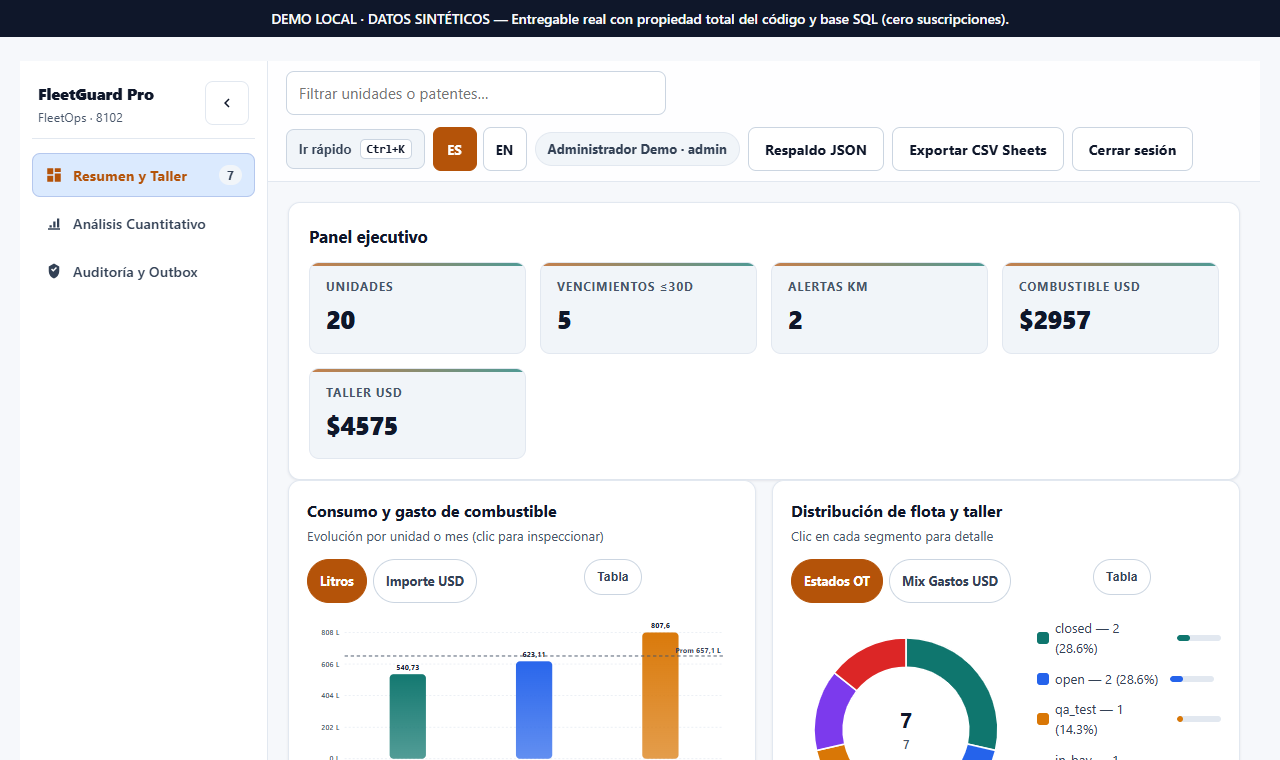 DEMO LOCAL · DATOS SINTÉTICOS — Entregable real con propiedad total del código y base SQL (cero suscripciones).
FleetGuard Pro
FleetOps · 8102
Resumen y Taller 7
Análisis Cuantitativo
Auditoría y Outbox
Filtrar unidades o patentes...
Ir rápido Ctrl+K ES EN Administrador Demo · admin Respaldo JSON Exportar CSV Sheets Cerrar sesión
Panel ejecutivo
UNIDADES
20
VENCIMIENTOS ≤30D
5
ALERTAS KM
2
COMBUSTIBLE USD
$2957
TALLER USD
$4575
Consumo y gasto de combustible
Evolución por unidad o mes (clic para inspeccionar)
Litros Importe USD Tabla
808 L
606 L
404 L
202 L
0 L
540,73
623,11
807,6
Prom 657,1 L
Distribución de flota y taller
Clic en cada segmento para detalle
Estados OT Mix Gastos USD Tabla
7
7
closed — 2
(28.6%)
open — 2 (28.6%)
qa_test — 1
(14.3%)